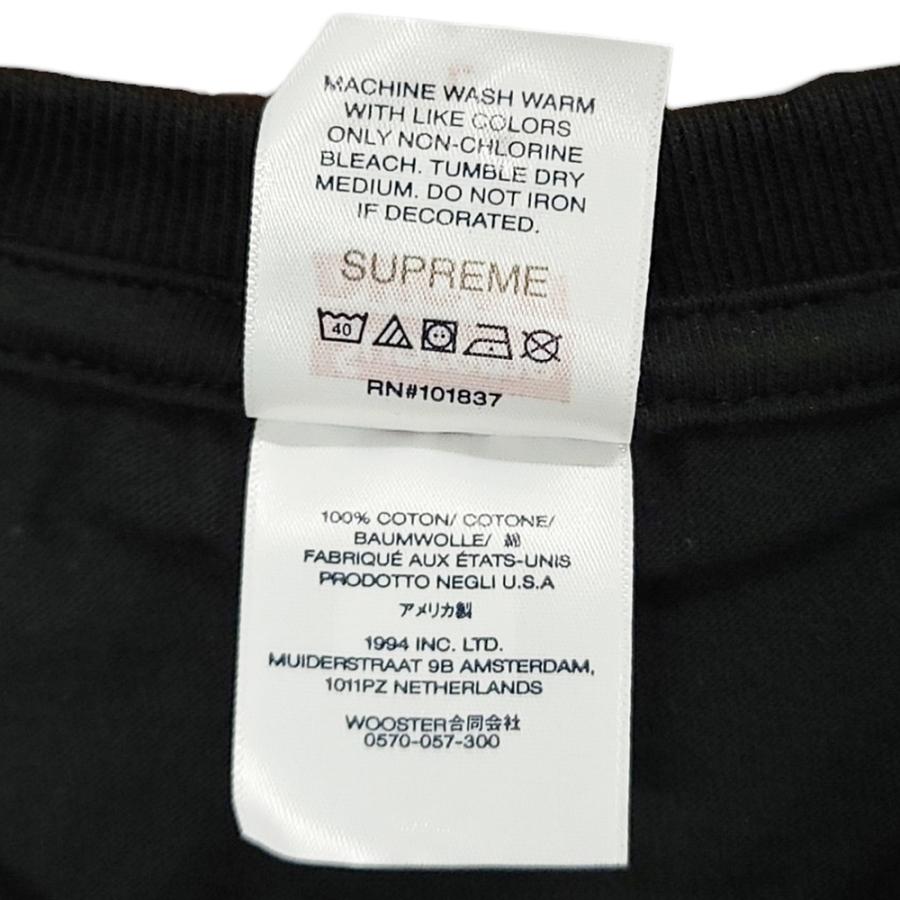 MACHINE WASH WARM
WITH LIKE COLORS
ONLY NON-CHLORINE
BLEACH. TUMBLE DRY
MEDIUM. DO NOT IRON
IF DECORATED.
SUPREME
40
RN#101837
100% COTON/ COTONE/
BAUMWOLLE/ 綿
FABRIQUÉ AUX ÉTATS-UNIS
PRODOTTO NEGLI U.S.A
アメリカ製
1994 INC. LTD.
MUIDERSTRAAT 9B AMSTERDAM,
1011PZ NETHERLANDS
WOOSTER合同会社
0570-057-300